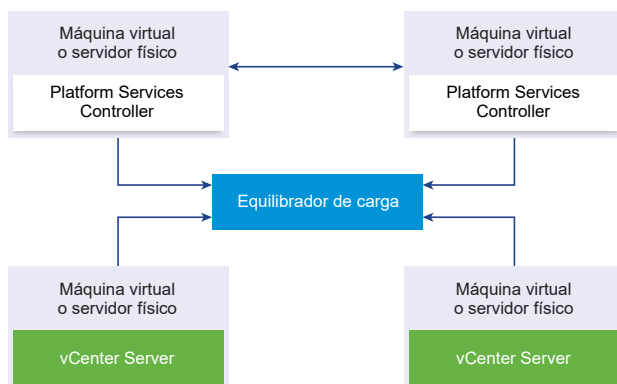 Máquina virtual
o servidor físico
Platform Services
Controller
Máquina virtual
o servidor físico
Platform Services
Controller
Equilibrador de carga
Máquina virtual
o servidor físico
vCenter Server
Máquina virtual
o servidor físico
vCenter Server